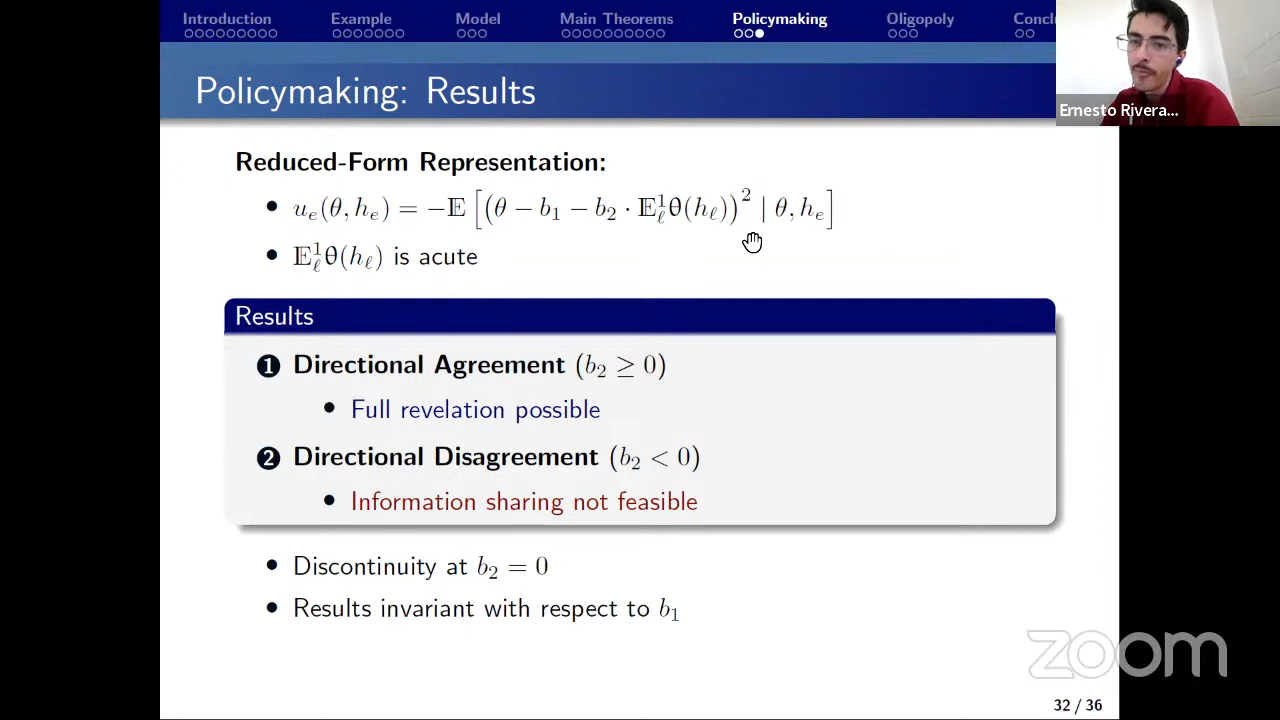 Introduction Example Model Main Theorems Policymaking Oligopoly Conclu
Ernesto Rivera...
Policymaking: Results
Reduced-Form Representation:
• u_e(θ, h_e) = −𝔼[(θ − b_1 − b_2 · 𝔼_ℓ^1 θ(h_ℓ))^2 | θ, h_e]
• 𝔼_ℓ^1 θ(h_ℓ) is acute
Results
1 Directional Agreement (b_2 ≥ 0)
• Full revelation possible
2 Directional Disagreement (b_2 < 0)
• Information sharing not feasible
• Discontinuity at b_2 = 0
• Results invariant with respect to b_1
zoom
32 / 36